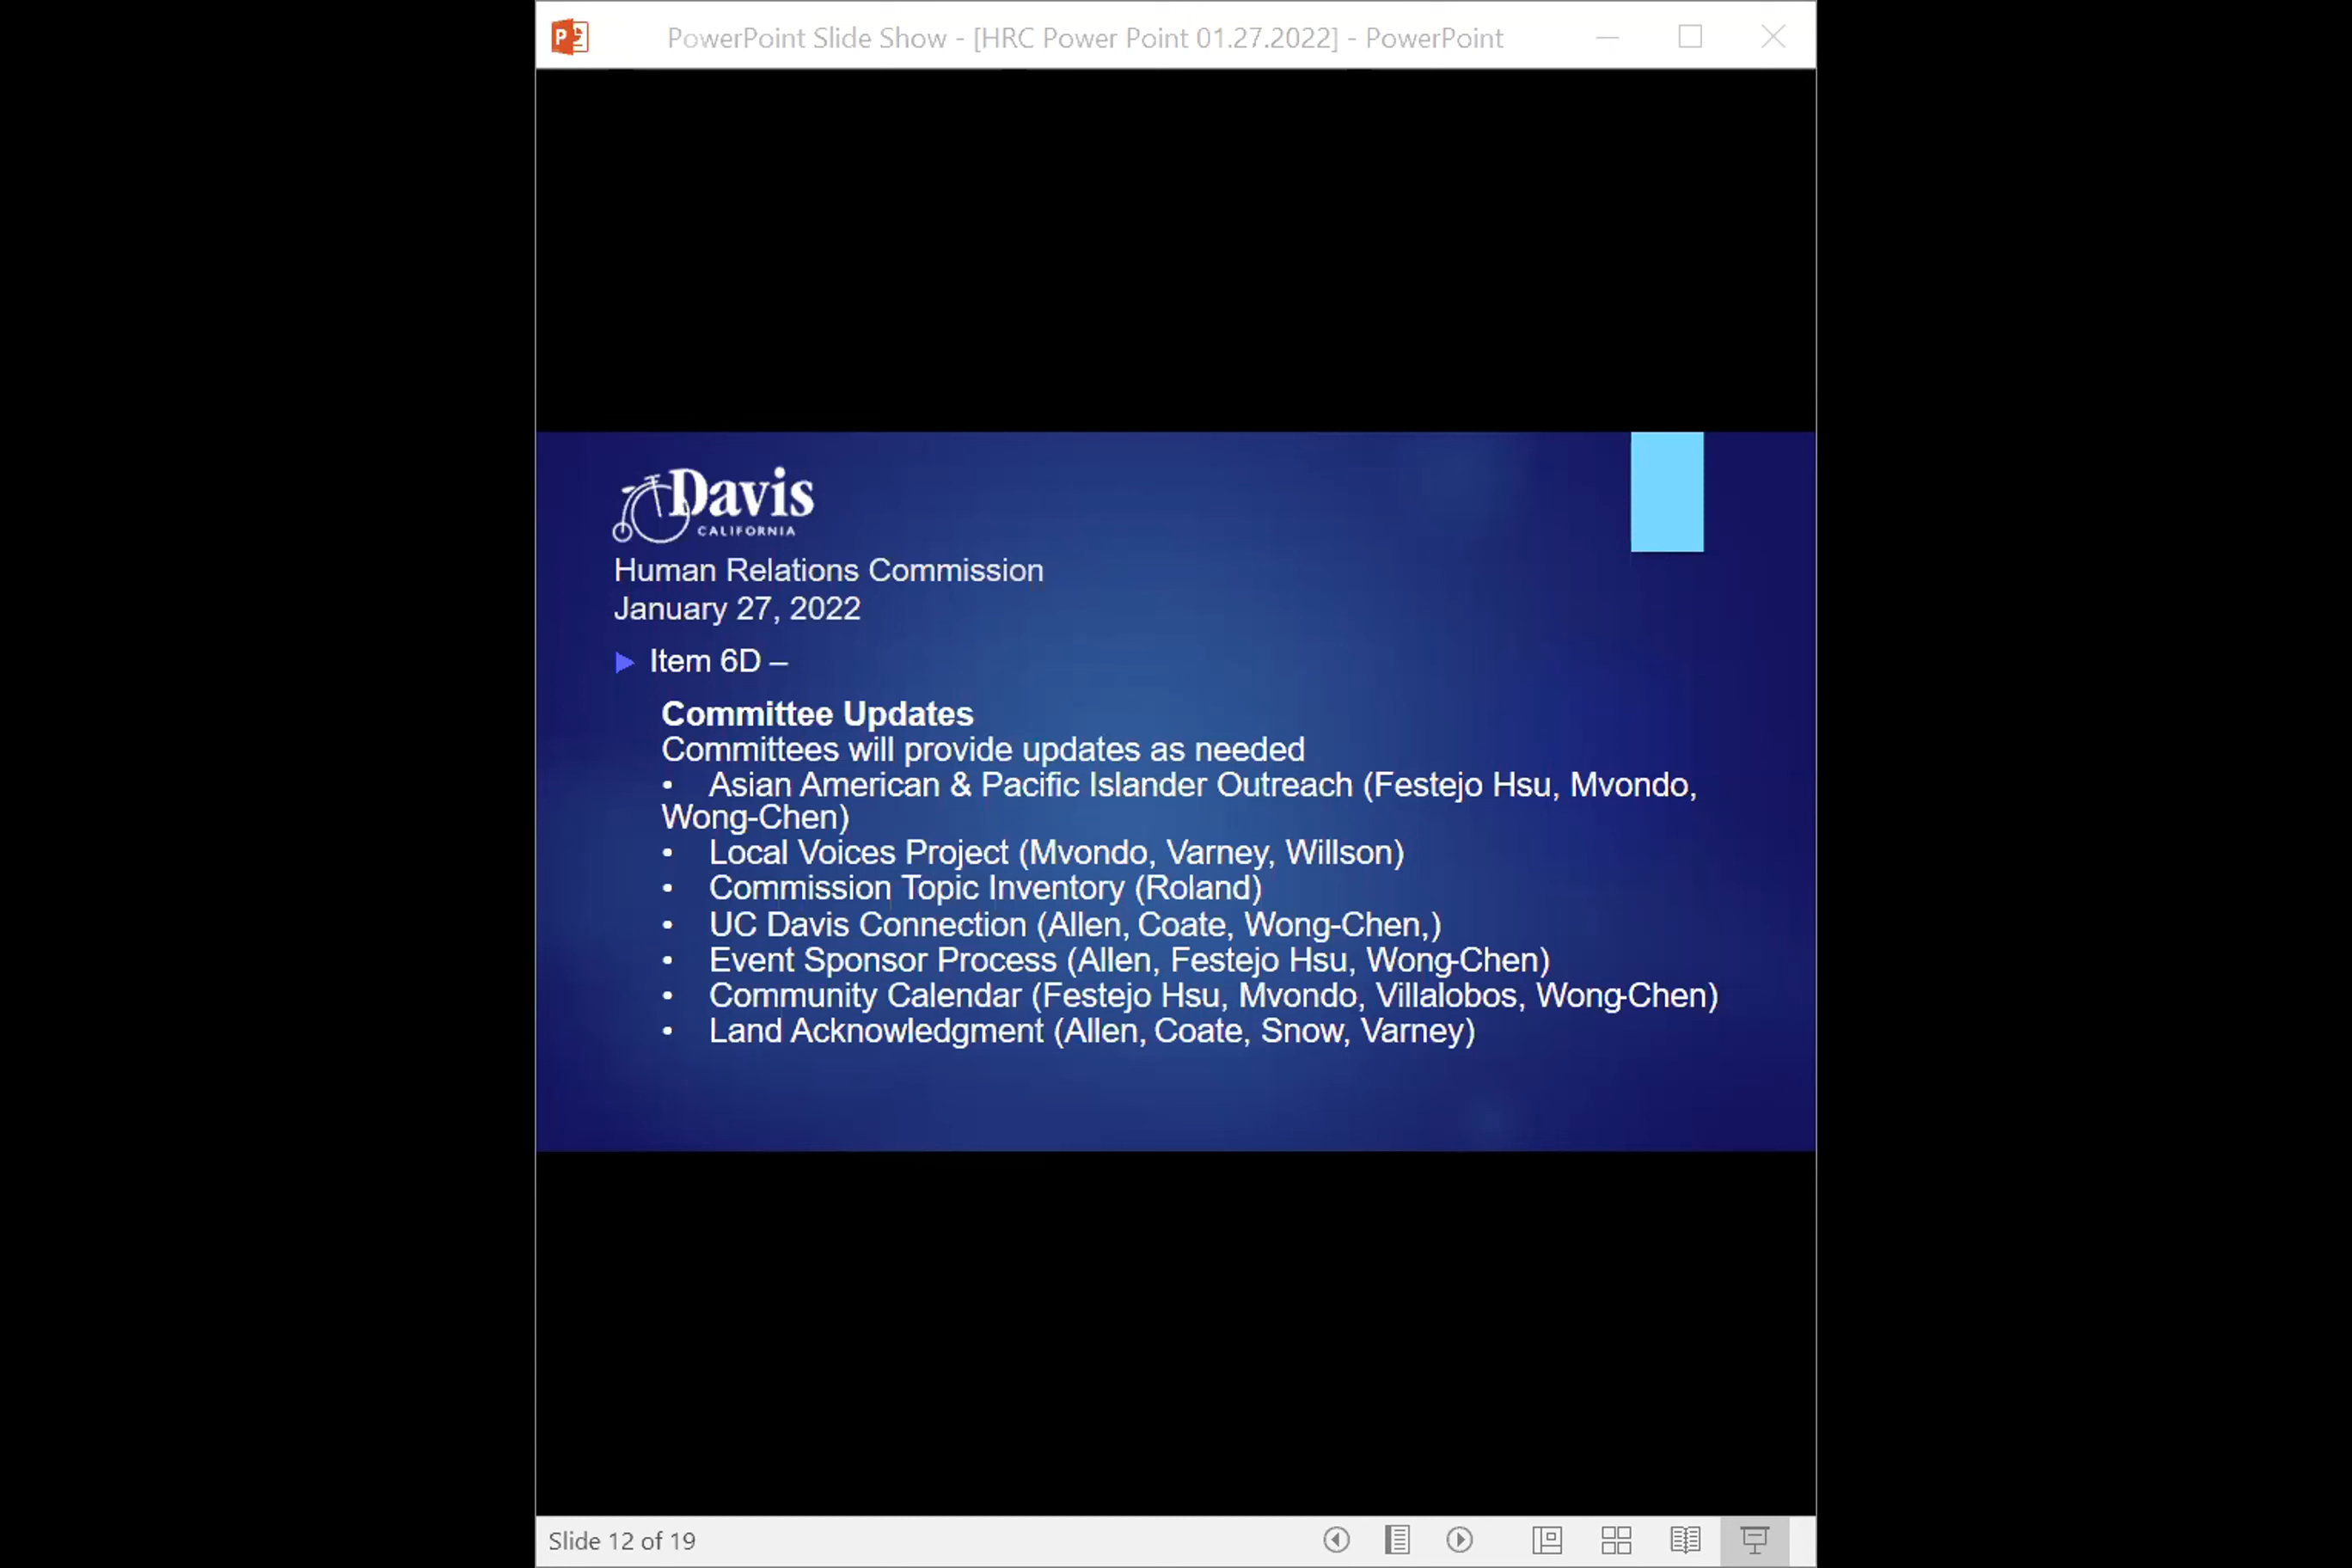 PowerPoint Slide Show - [HRC Power Point 01.27.2022] - PowerPoint
Davis
CALIFORNIA
Human Relations Commission
January 27, 2022
Item 6D –
Committee Updates
Committees will provide updates as needed
• Asian American & Pacific Islander Outreach (Festejo Hsu, Mvondo,
Wong-Chen)
• Local Voices Project (Mvondo, Varney, Willson)
• Commission Topic Inventory (Roland)
• UC Davis Connection (Allen, Coate, Wong-Chen,)
• Event Sponsor Process (Allen, Festejo Hsu, Wong-Chen)
• Community Calendar (Festejo Hsu, Mvondo, Villalobos, Wong-Chen)
• Land Acknowledgment (Allen, Coate, Snow, Varney)
Slide 12 of 19